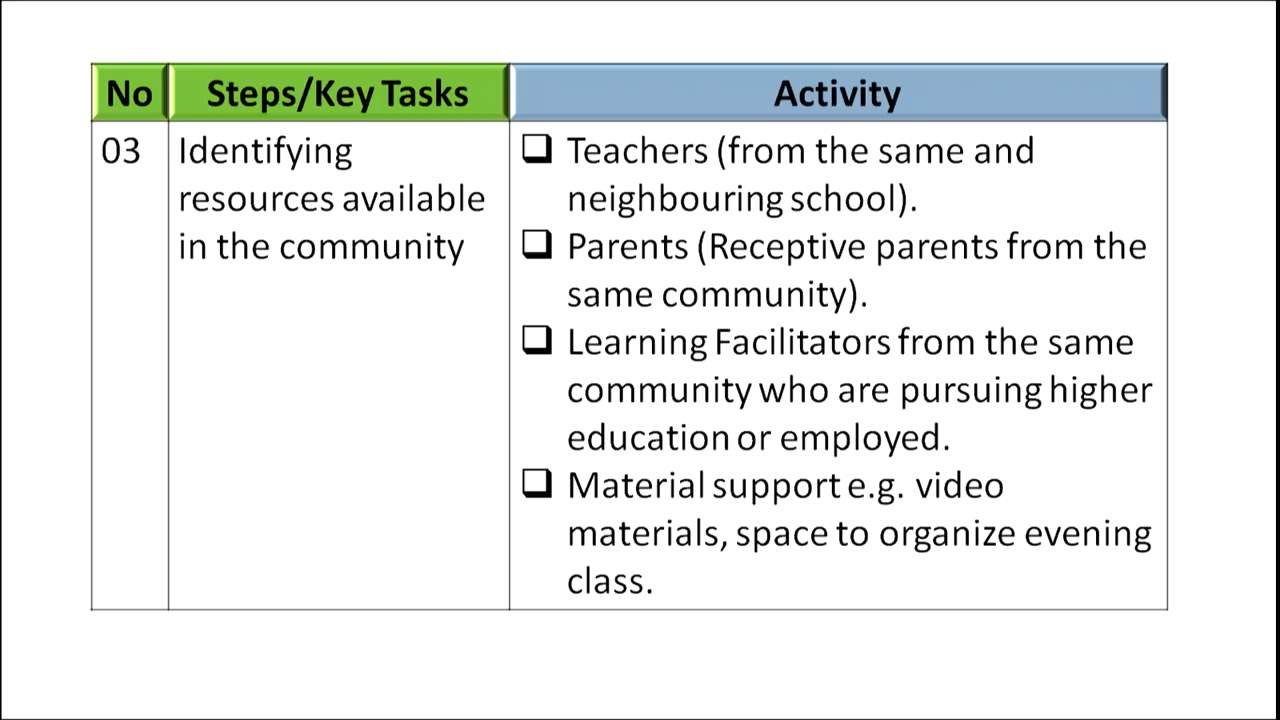 No Steps/Key Tasks Activity
03 Identifying resources available in the community
Teachers (from the same and
neighbouring school).
Parents (Receptive parents from the
same community).
Learning Facilitators from the same
community who are pursuing higher
education or employed.
Material support e.g. video
materials, space to organize evening
class.